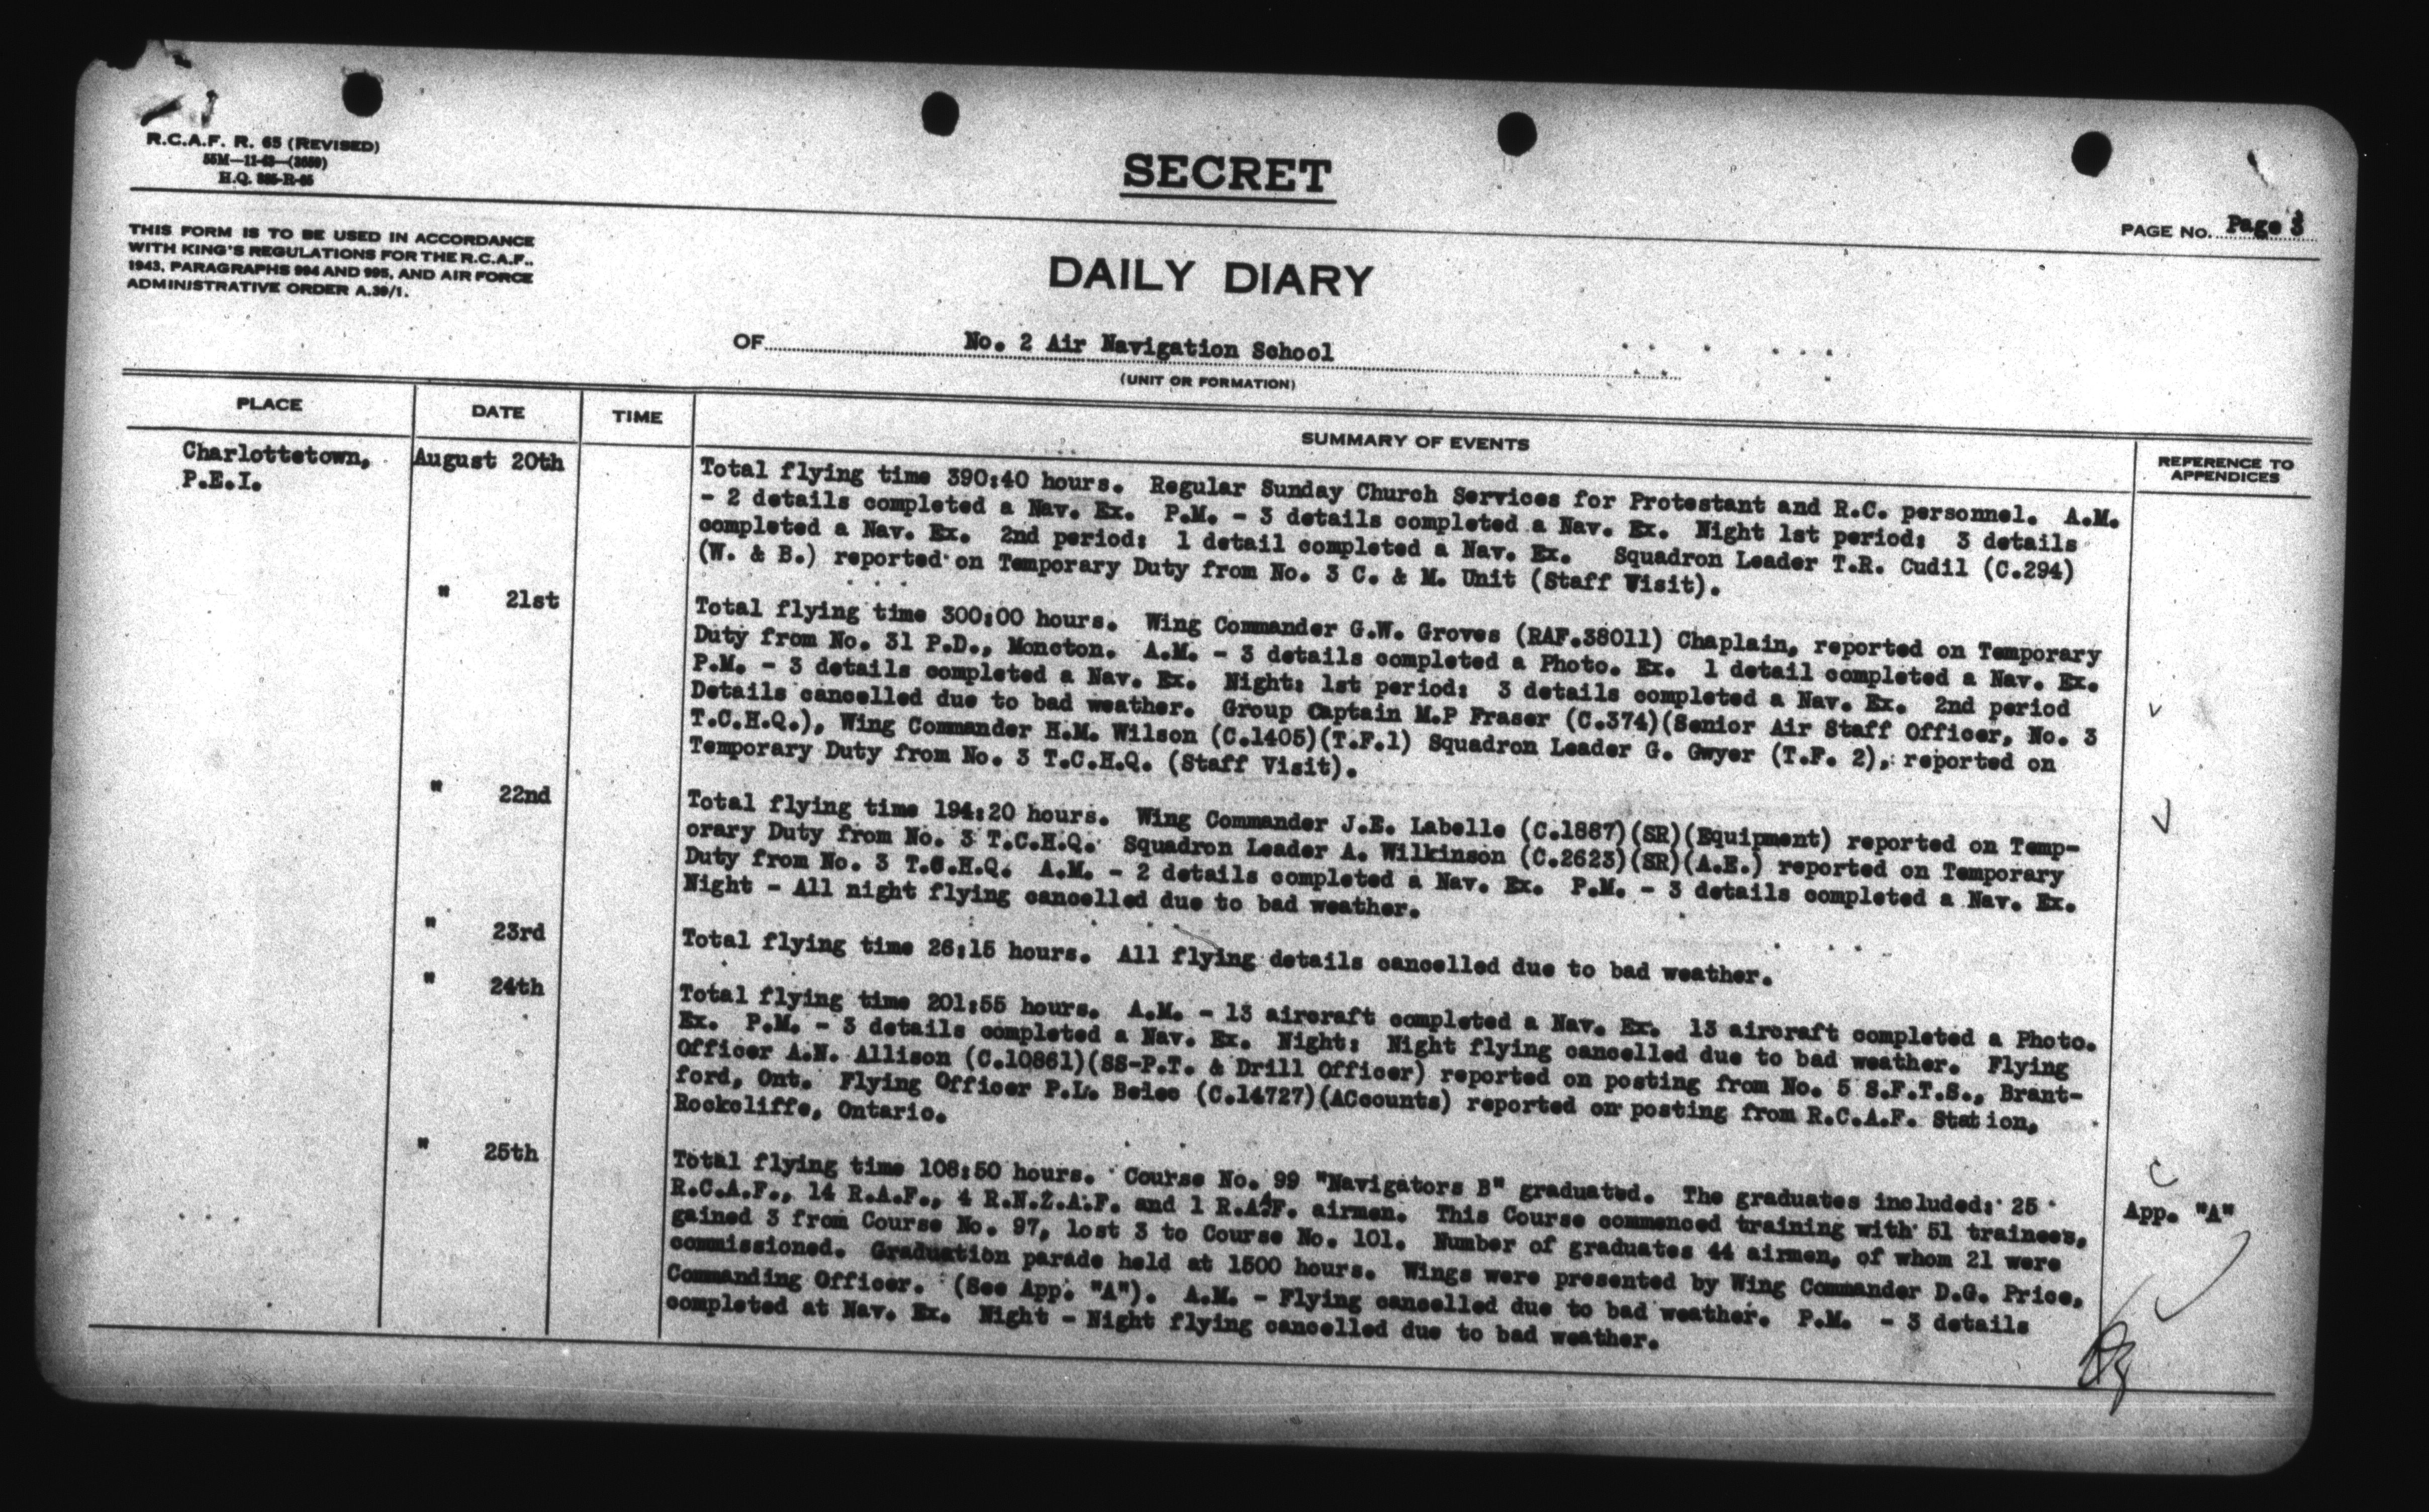 R.C.A.F. R. 65 (REVISED)
55M—11-43—(3659)
H.Q. 885-R-65
SECRET
PAGE No. Page 3
THIS FORM IS TO BE USED IN ACCORDANCE
WITH KING'S REGULATIONS FOR THE R.C.A.F.,
1943, PARAGRAPHS 994 AND 995, AND AIR FORCE
ADMINISTRATIVE ORDER A.39/1.
DAILY DIARY
OF No. 2 Air Navigation School
(UNIT OR FORMATION)
PLACE DATE TIME SUMMARY OF EVENTS REFERENCE TO
APPENDICES
Charlottetown,
P.E.I.
August 20th
Total flying time 390:40 hours. Regular Sunday Church Services for Protestant and R.C. personnel. A.M.
- 2 details completed a Nav. Ex. P.M. - 3 details completed a Nav. Ex. Night 1st period: 3 details
completed a Nav. Ex. 2nd period: 1 detail completed a Nav. Ex. Squadron Leader T.R. Cudil (C.294)
(W. & B.) reported on Temporary Duty from No. 3 C. & M. Unit (Staff Visit).
" 21st
Total flying time 300:00 hours. Wing Commander G.W. Groves (RAF.38011) Chaplain, reported on Temporary
Duty from No. 31 P.D., Moncton. A.M. - 3 details completed a Photo. Ex. 1 detail completed a Nav. Ex.
P.M. - 3 details completed a Nav. Ex. Night: 1st period: 3 details completed a Nav. Ex. 2nd period
Details cancelled due to bad weather. Group Captain M.P Fraser (C.374)(Senior Air Staff Officer, No. 3
T.C.H.Q.), Wing Commander H.M. Wilson (C.1405)(T.F.1) Squadron Leader G. Gwyer (T.F. 2), reported on
Temporary Duty from No. 3 T.C.H.Q. (Staff Visit).
" 22nd
Total flying time 194:20 hours. Wing Commander J.E. Labelle (C.1887)(SR)(Equipment) reported on Temp-
orary Duty from No. 3 T.C.H.Q. Squadron Leader A. Wilkinson (C.2623)(SR)(A.E.) reported on Temporary
Duty from No. 3 T.C.H.Q. A.M. - 2 details completed a Nav. Ex. P.M. - 3 details completed a Nav. Ex.
Night - All night flying cancelled due to bad weather.
" 23rd
Total flying time 26:15 hours. All flying details cancelled due to bad weather.
" 24th
Total flying time 201:55 hours. A.M. - 13 aircraft completed a Nav. Ex. 13 aircraft completed a Photo.
Ex. P.M. - 3 details completed a Nav. Ex. Night: Night flying cancelled due to bad weather. Flying
Officer A.N. Allison (C.10861)(SS-P.T. & Drill Officer) reported on posting from No. 5 S.F.T.S., Brant-
ford, Ont. Flying Officer P.L. Beiec (C.14727)(ACcounts) reported on posting from R.C.A.F. Station,
Rockcliffe, Ontario.
" 25th
Total flying time 108:50 hours. Course No. 99 "Navigators B" graduated. The graduates included: 25
R.C.A.F., 14 R.A.F., 4 R.N.Z.A.F. and 1 R.A.A.F. airmen. This Course commenced training with 51 trainees,
gained 3 from Course No. 97, lost 3 to Course No. 101. Number of graduates 44 airmen, of whom 21 were
commissioned. Graduation parade held at 1500 hours. Wings were presented by Wing Commander D.G. Price,
Commanding Officer. (See App. "A"). A.M. - Flying cancelled due to bad weather. P.M. - 3 details
completed at Nav. Ex. Night - Night flying cancelled due to bad weather.
App. "A"